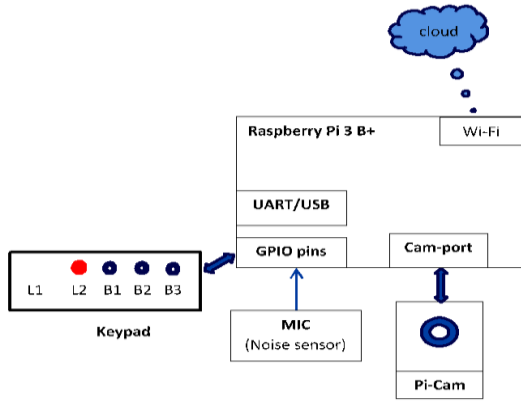 cloud
Raspberry Pi 3 B+
Wi-Fi
UART/USB
GPIO pins
Cam-port
L1 L2 B1 B2 B3
Keypad
MIC
(Noise sensor)
Pi-Cam